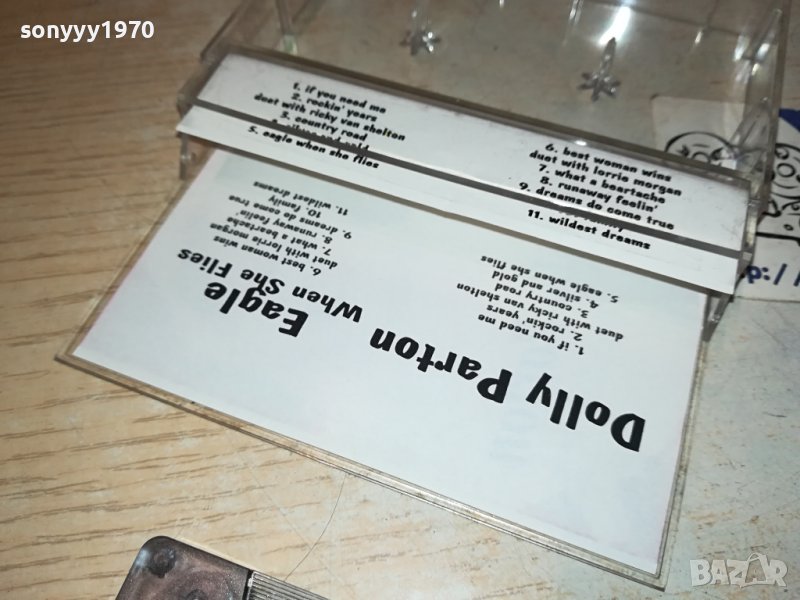 sonyyy1970
1. if you need me
2. rockin' years
duet with ricky van shelton
3. country road
5. eagle when she flies
6. best woman wins
duet with lorrie morgan
7. what a heartache
8. runaway feelin'
9. dreams do come true
11. wildest dreams
Dolly Parton
Eagle
When She Flies
1. if you need me
2. rockin' years
duet with ricky van shelton
3. country road
4. silver and gold
5. eagle when she flies
6. best woman wins
duet with lorrie morgan
7. what a heartache
8. runaway feelin'
9. dreams do come true
10. family
11. wildest dreams
BAZAR